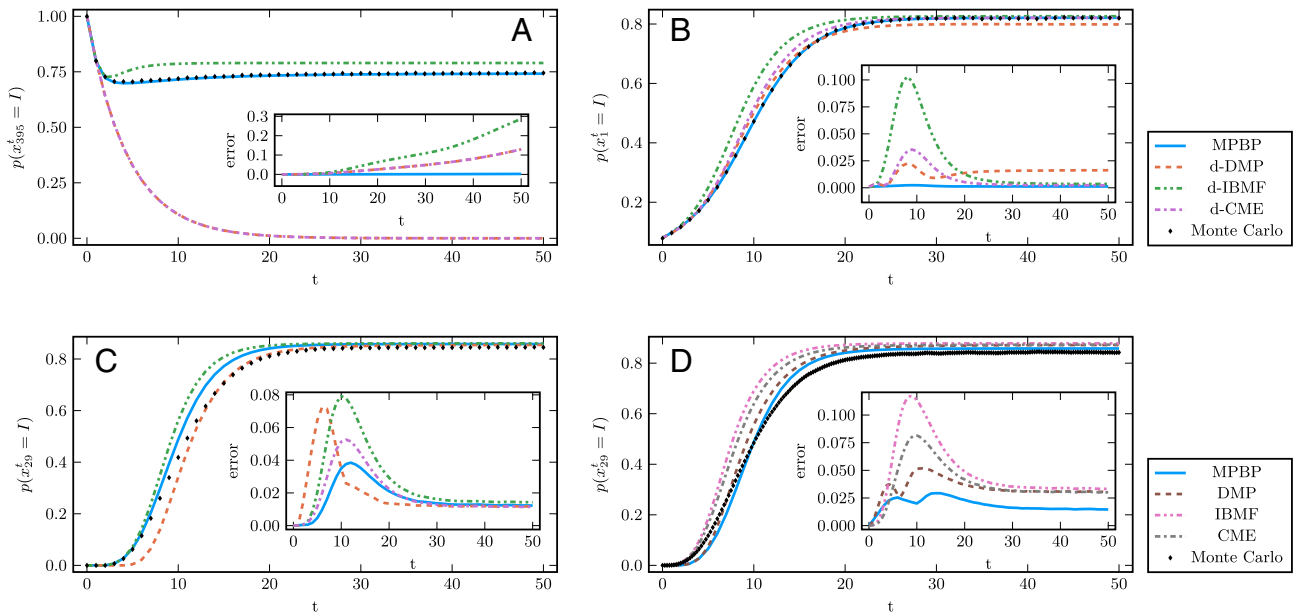 A
1.00
0.75
0.50
0.25
0.00
p(x^t_395 = I)
0 10 20 30 40 50
t
error
0.3
0.2
0.1
0.0
0 10 20 30 40 50
t
B
0.8
0.6
0.4
0.2
p(x^t_1 = I)
0 10 20 30 40 50
t
error
0.100
0.075
0.050
0.025
0.000
0 10 20 30 40 50
t
MPBP
d-DMP
d-IBMF
d-CME
Monte Carlo
C
0.8
0.6
0.4
0.2
0.0
p(x^t_29 = I)
0 10 20 30 40 50
t
error
0.08
0.06
0.04
0.02
0.00
0 10 20 30 40 50
t
D
0.8
0.6
0.4
0.2
0.0
p(x^t_29 = I)
0 10 20 30 40 50
t
error
0.100
0.075
0.050
0.025
0.000
0 10 20 30 40 50
t
MPBP
DMP
IBMF
CME
Monte Carlo